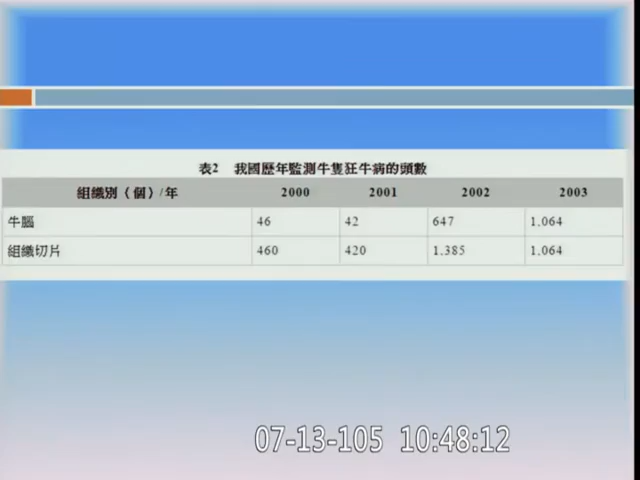 表2 我國歷年監測牛隻狂牛病的頭數
組織別（個）/年 2000 2001 2002 2003
牛腦 46 42 647 1.064
組織切片 460 420 1.385 1.064
07-13-105 10:48:12